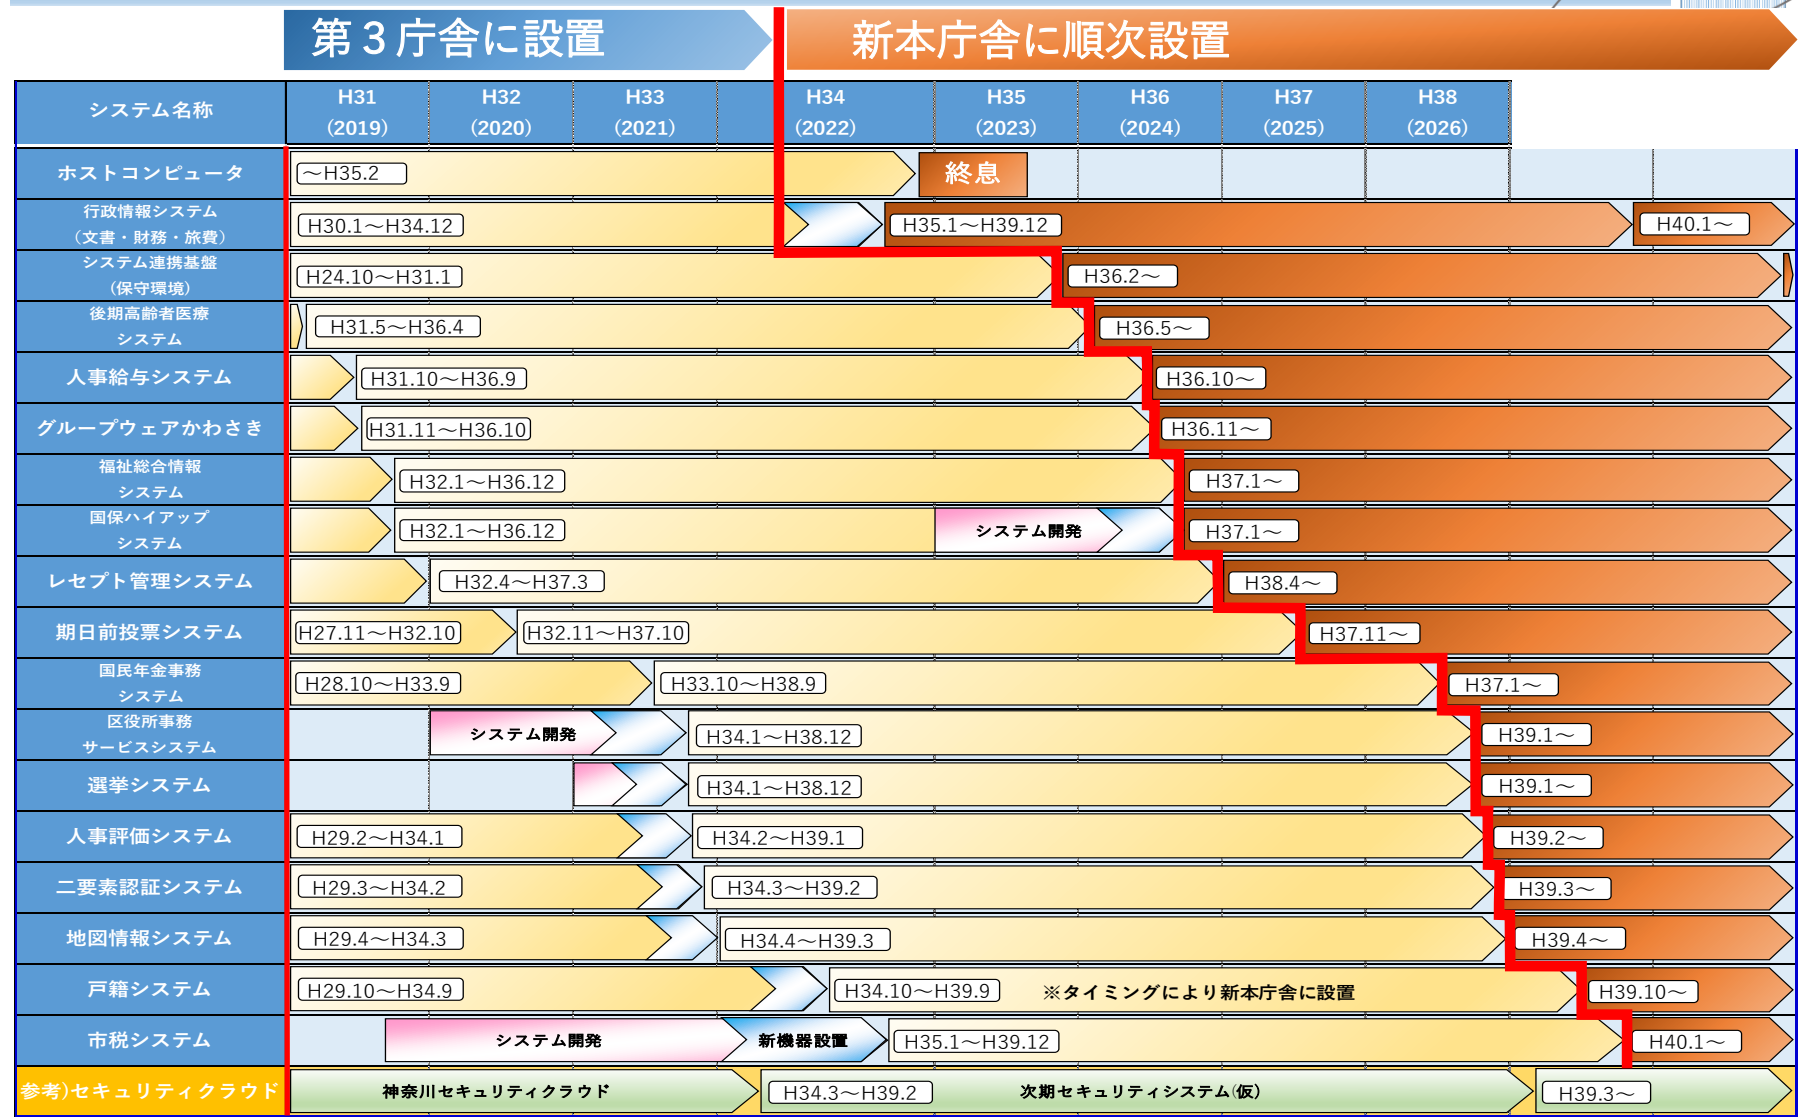 第３庁舎に設置
新本庁舎に順次設置
システム名称
H31
(2019)
H32
(2020)
H33
(2021)
H34
(2022)
H35
(2023)
H36
(2024)
H37
(2025)
H38
(2026)
ホストコンピュータ
～H35.2
終息
行政情報システム
（文書・財務・旅費）
H30.1～H34.12
H35.1～H39.12
H40.1～
システム連携基盤
(保守環境)
H24.10～H31.1
H36.2～
後期高齢者医療
システム
H31.5～H36.4
H36.5～
人事給与システム
H31.10～H36.9
H36.10～
グループウェアかわさき
H31.11～H36.10
H36.11～
福祉総合情報
システム
H32.1～H36.12
H37.1～
国保ハイアップ
システム
H32.1～H36.12
システム開発
H37.1～
レセプト管理システム
H32.4～H37.3
H38.4～
期日前投票システム
H27.11～H32.10
H32.11～H37.10
H37.11～
国民年金事務
システム
H28.10～H33.9
H33.10～H38.9
H37.1～
区役所事務
サービスシステム
システム開発
H34.1～H38.12
H39.1～
選挙システム
H34.1～H38.12
H39.1～
人事評価システム
H29.2～H34.1
H34.2～H39.1
H39.2～
二要素認証システム
H29.3～H34.2
H34.3～H39.2
H39.3～
地図情報システム
H29.4～H34.3
H34.4～H39.3
H39.4～
戸籍システム
H29.10～H34.9
H34.10～H39.9
※タイミングにより新本庁舎に設置
H39.10～
市税システム
システム開発
新機器設置
H35.1～H39.12
H40.1～
参考)セキュリティクラウド
神奈川セキュリティクラウド
H34.3～H39.2
次期セキュリティシステム(仮)
H39.3～